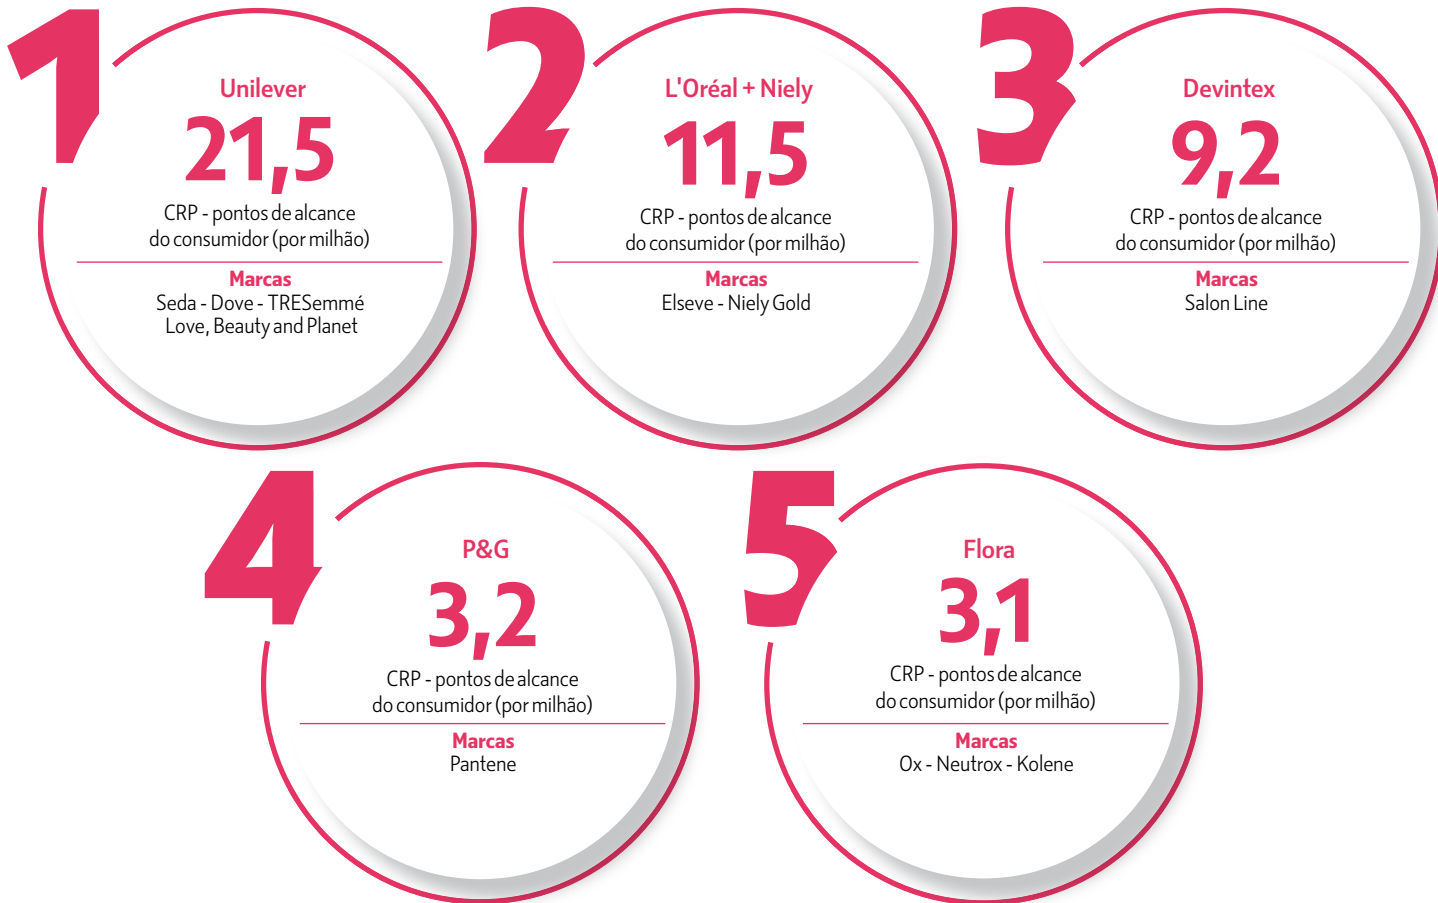 1
Unilever
21,5
CRP - pontos de alcance
do consumidor (por milhão)
Marcas
Seda - Dove - TRESemmé
Love, Beauty and Planet
2
L'Oréal + Niely
11,5
CRP - pontos de alcance
do consumidor (por milhão)
Marcas
Elseve - Niely Gold
3
Devintex
9,2
CRP - pontos de alcance
do consumidor (por milhão)
Marcas
Salon Line
4
P&G
3,2
CRP - pontos de alcance
do consumidor (por milhão)
Marcas
Pantene
5
Flora
3,1
CRP - pontos de alcance
do consumidor (por milhão)
Marcas
Ox - Neutrox - Kolene